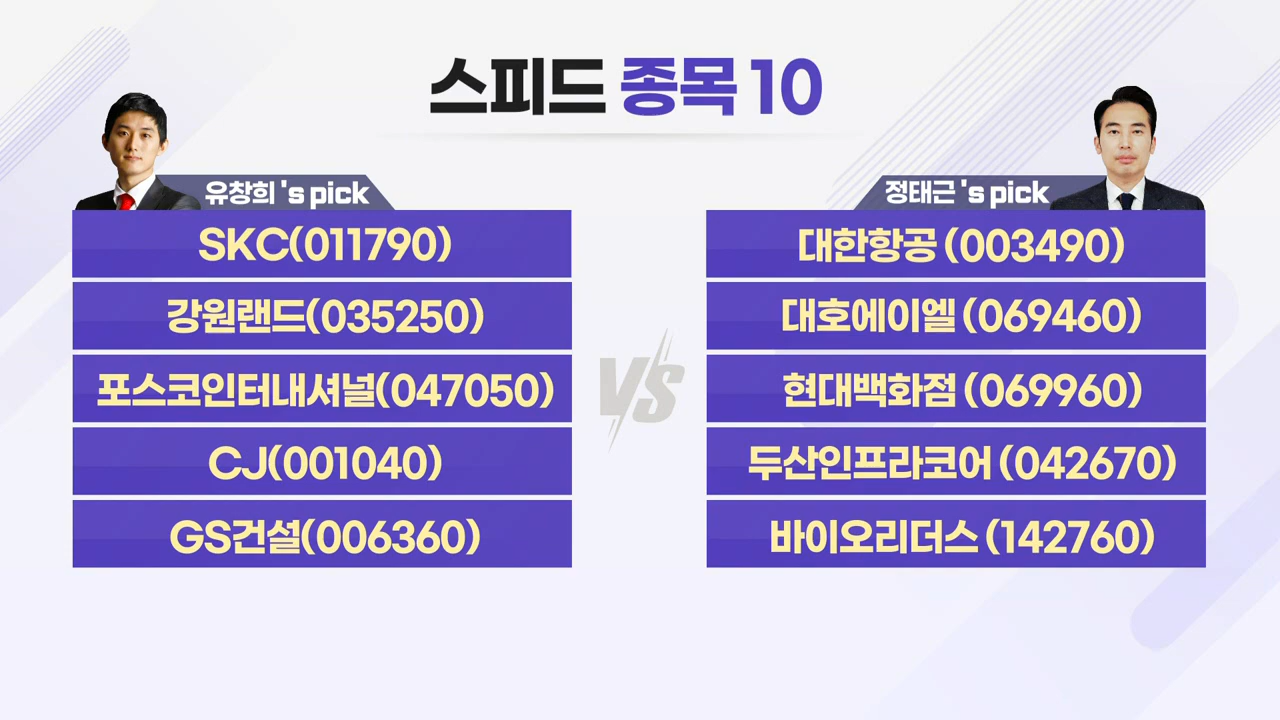 스피드 종목 10
유창희 's pick
SKC(011790)
강원랜드(035250)
포스코인터내셔널(047050)
CJ(001040)
GS건설(006360)
VS
정태근 's pick
대한항공 (003490)
대호에이엘 (069460)
현대백화점 (069960)
두산인프라코어 (042670)
바이오리더스 (142760)